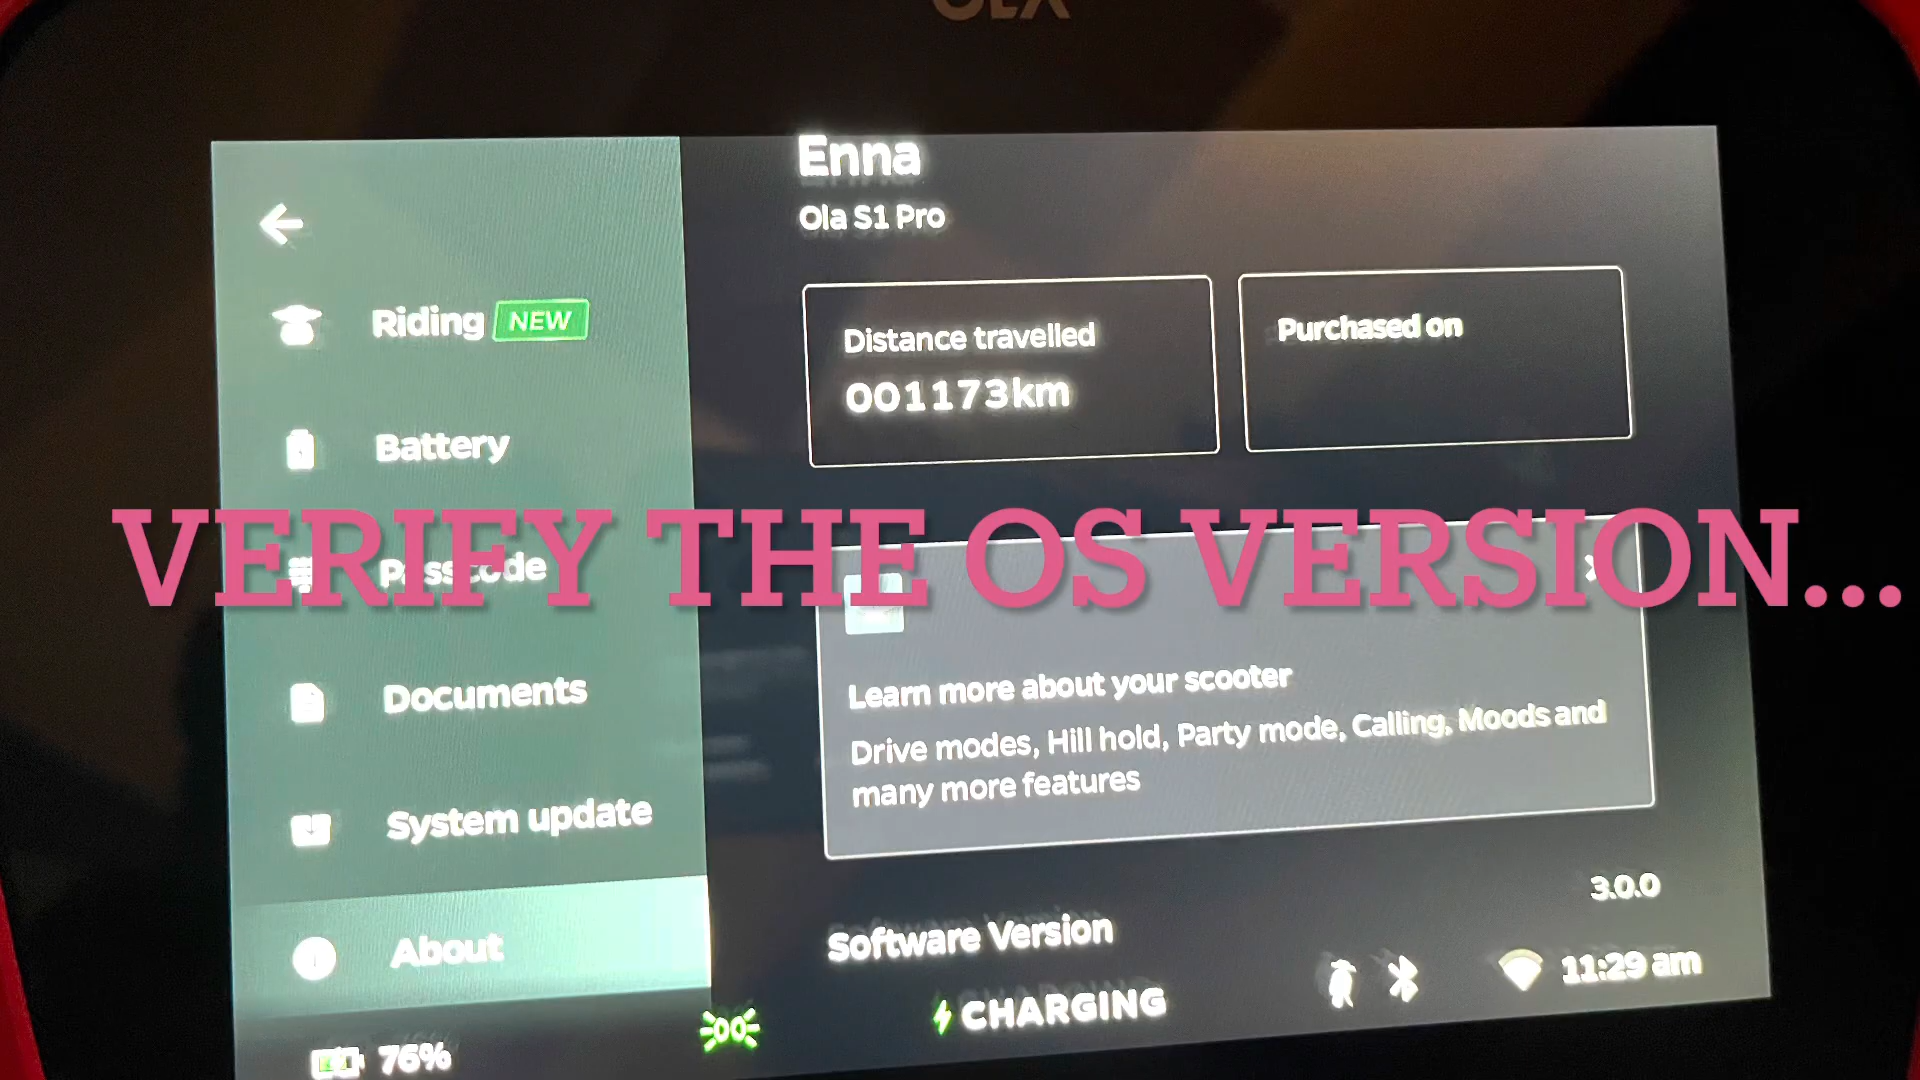 OLA
Enna
Ola S1 Pro
Riding NEW
Distance travelled
001173km
Purchased on
Battery
VERIFY THE OS VERSION...
Passcode
Documents
Learn more about your scooter
Drive modes, Hill hold, Party mode, Calling, Moods and
many more features
System update
3.0.0
About
Software Version
11:29 am
CHARGING
76%